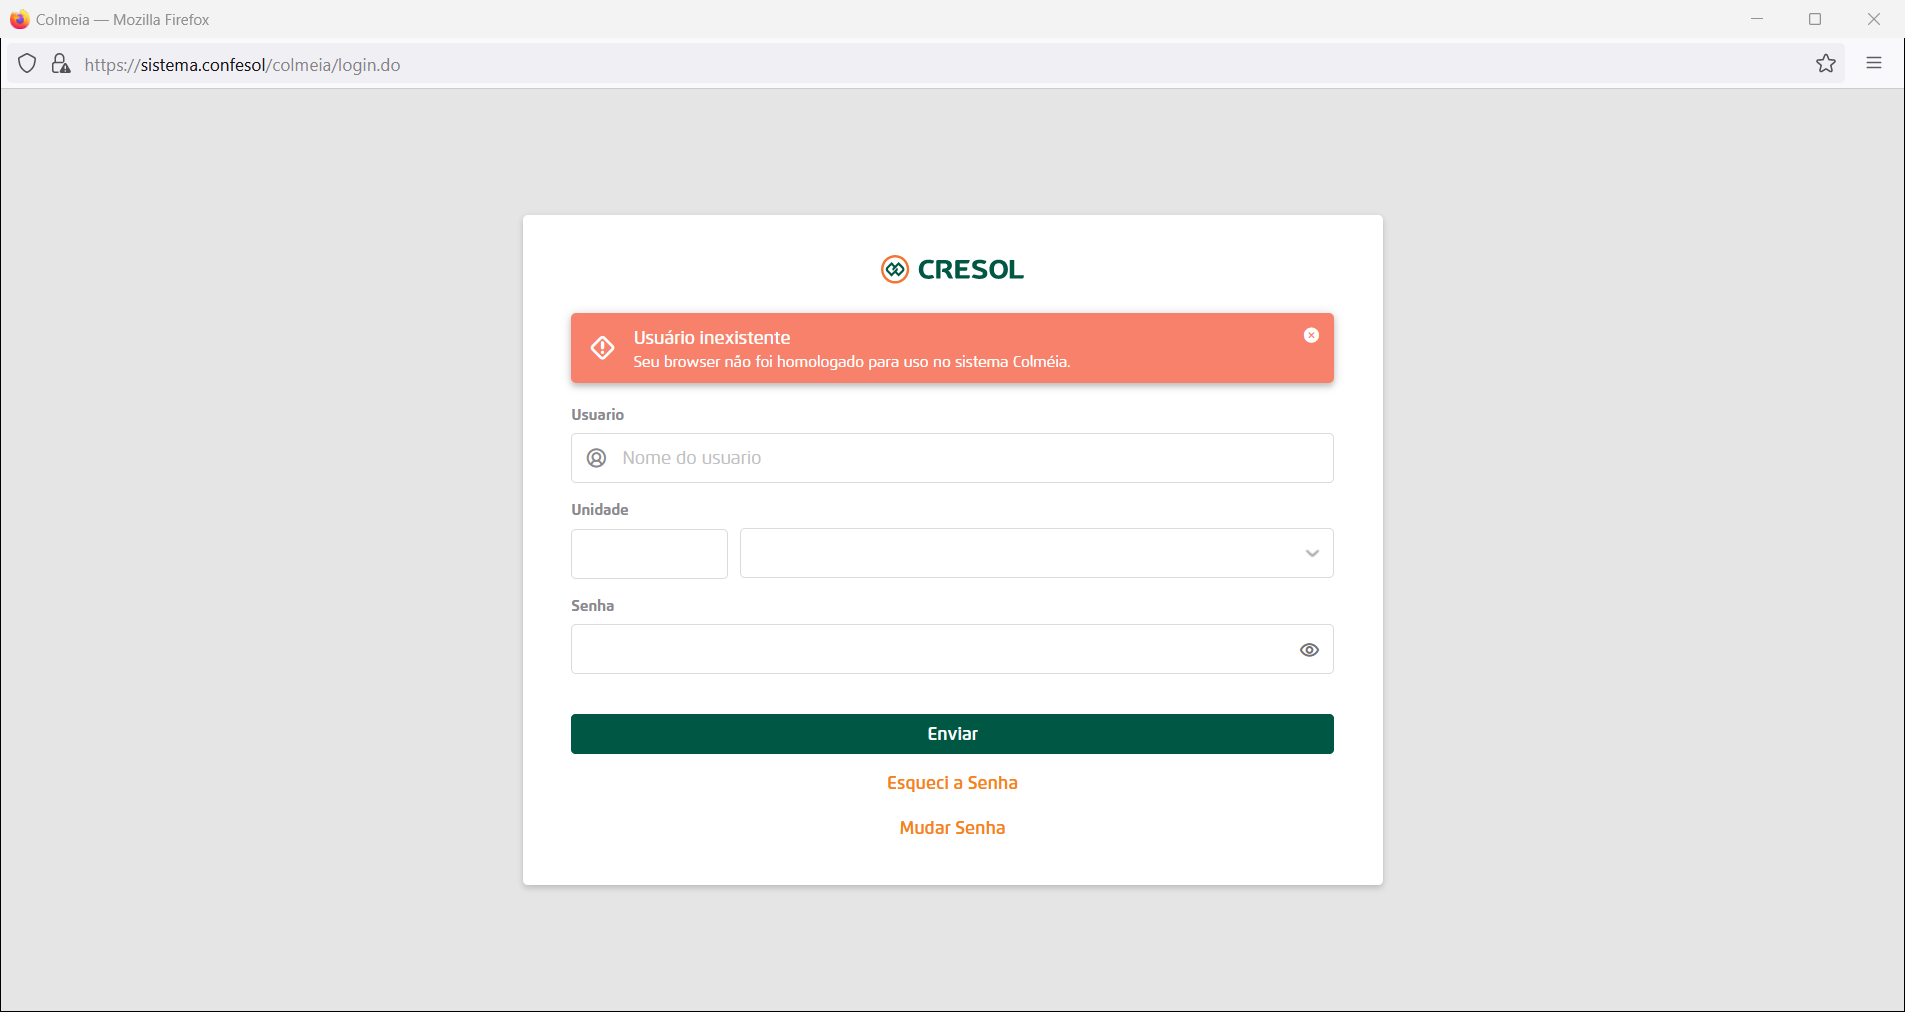 Colmeia — Mozilla Firefox
https://sistema.confesol/colmeia/login.do
CRESOL
Usuário inexistente
Seu browser não foi homologado para uso no sistema Colméia.
Usuario
Nome do usuario
Unidade
Senha
Enviar
Esqueci a Senha
Mudar Senha